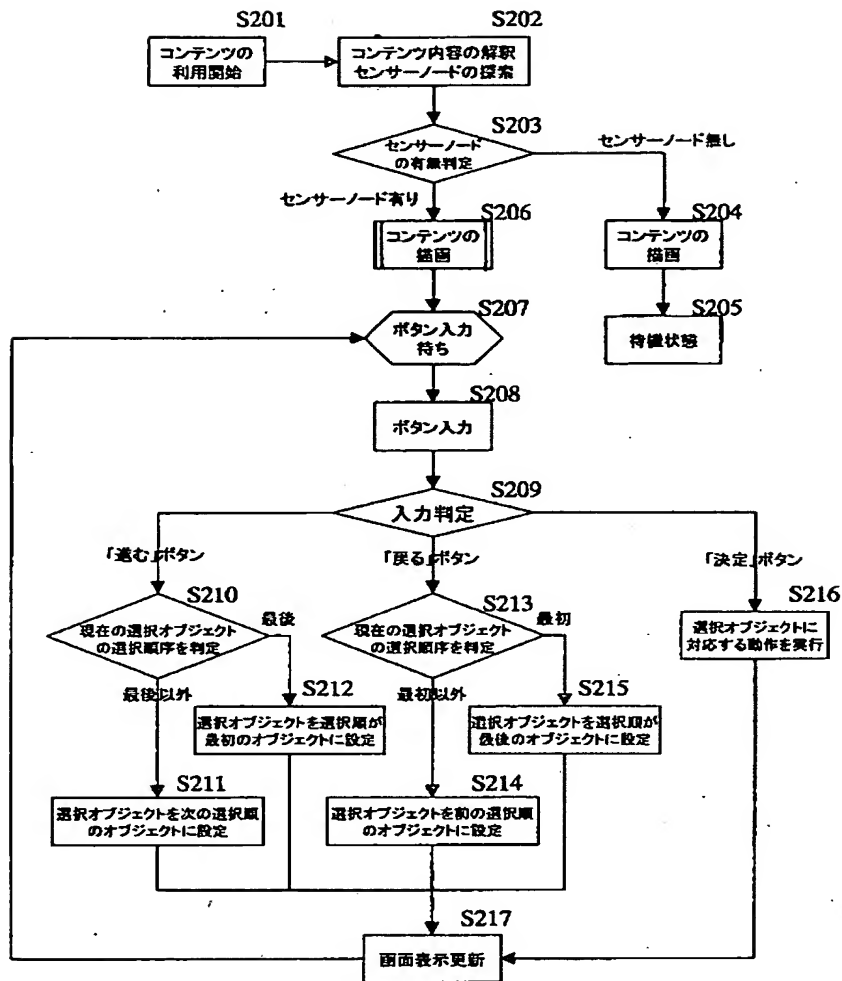 S201
コンテンツの
利用開始
S202
コンテンツ内容の解釈
センサーノードの探索
S203
センサーノード
の有無判定
センサーノード無し
センサーノード有り
S206
コンテンツの
描画
S204
コンテンツの
描画
S207
ボタン入力
待ち
S205
待機状態
S208
ボタン入力
S209
入力判定
「進む」ボタン
「戻る」ボタン
「決定」ボタン
S210
現在の選択オブジェクト
の選択順序を判定
最後
最後以外
S213
現在の選択オブジェクト
の選択順序を判定
最初
最初以外
S216
選択オブジェクトに
対応する動作を実行
S212
選択オブジェクトを選択順が
最初のオブジェクトに設定
S215
選択オブジェクトを選択順が
最後のオブジェクトに設定
S211
選択オブジェクトを次の選択順
のオブジェクトに設定
S214
選択オブジェクトを前の選択順
のオブジェクトに設定
S217
画面表示更新